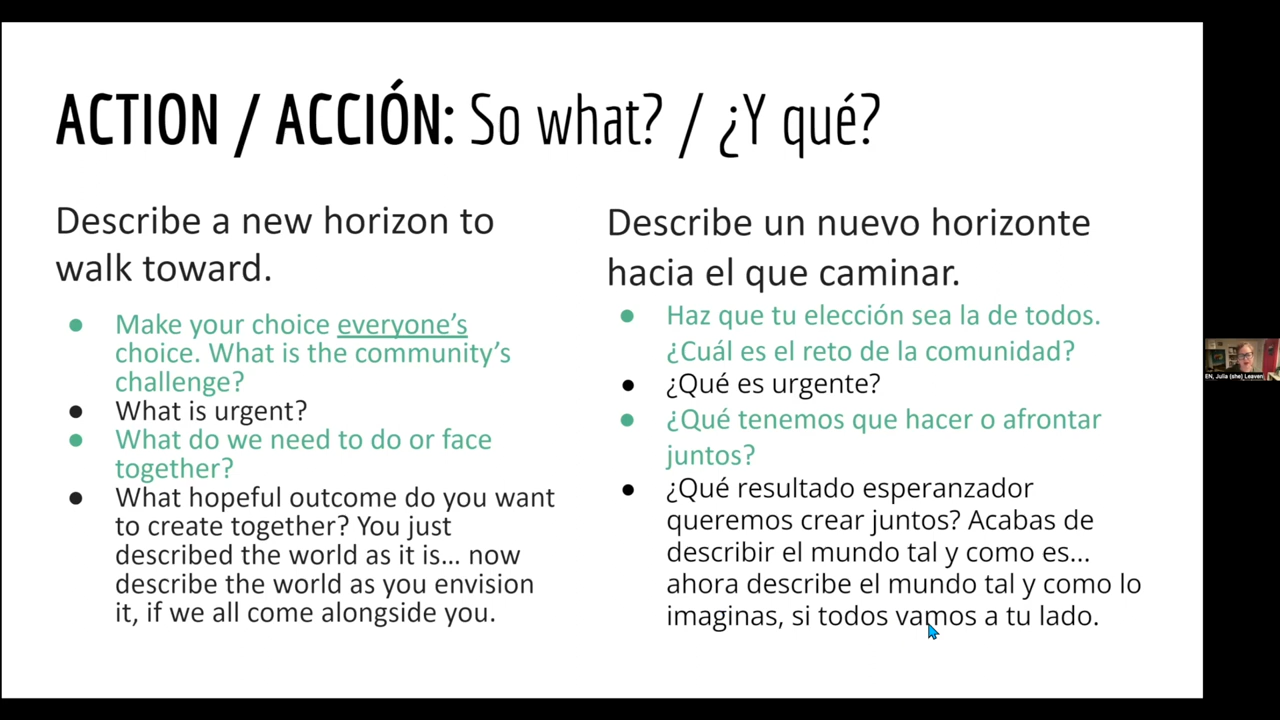 ACTION / ACCIÓN: So what? / ¿Y qué?
Describe a new horizon to
walk toward.
● Make your choice everyone’s
choice. What is the community’s
challenge?
● What is urgent?
● What do we need to do or face
together?
● What hopeful outcome do you want
to create together? You just
described the world as it is... now
describe the world as you envision
it, if we all come alongside you.
Describe un nuevo horizonte
hacia el que caminar.
● Haz que tu elección sea la de todos.
¿Cuál es el reto de la comunidad?
● ¿Qué es urgente?
● ¿Qué tenemos que hacer o afrontar
juntos?
● ¿Qué resultado esperanzador
queremos crear juntos? Acabas de
describir el mundo tal y como es...
ahora describe el mundo tal y como lo
imaginas, si todos vamos a tu lado.
EN, Julia (she) Leaven